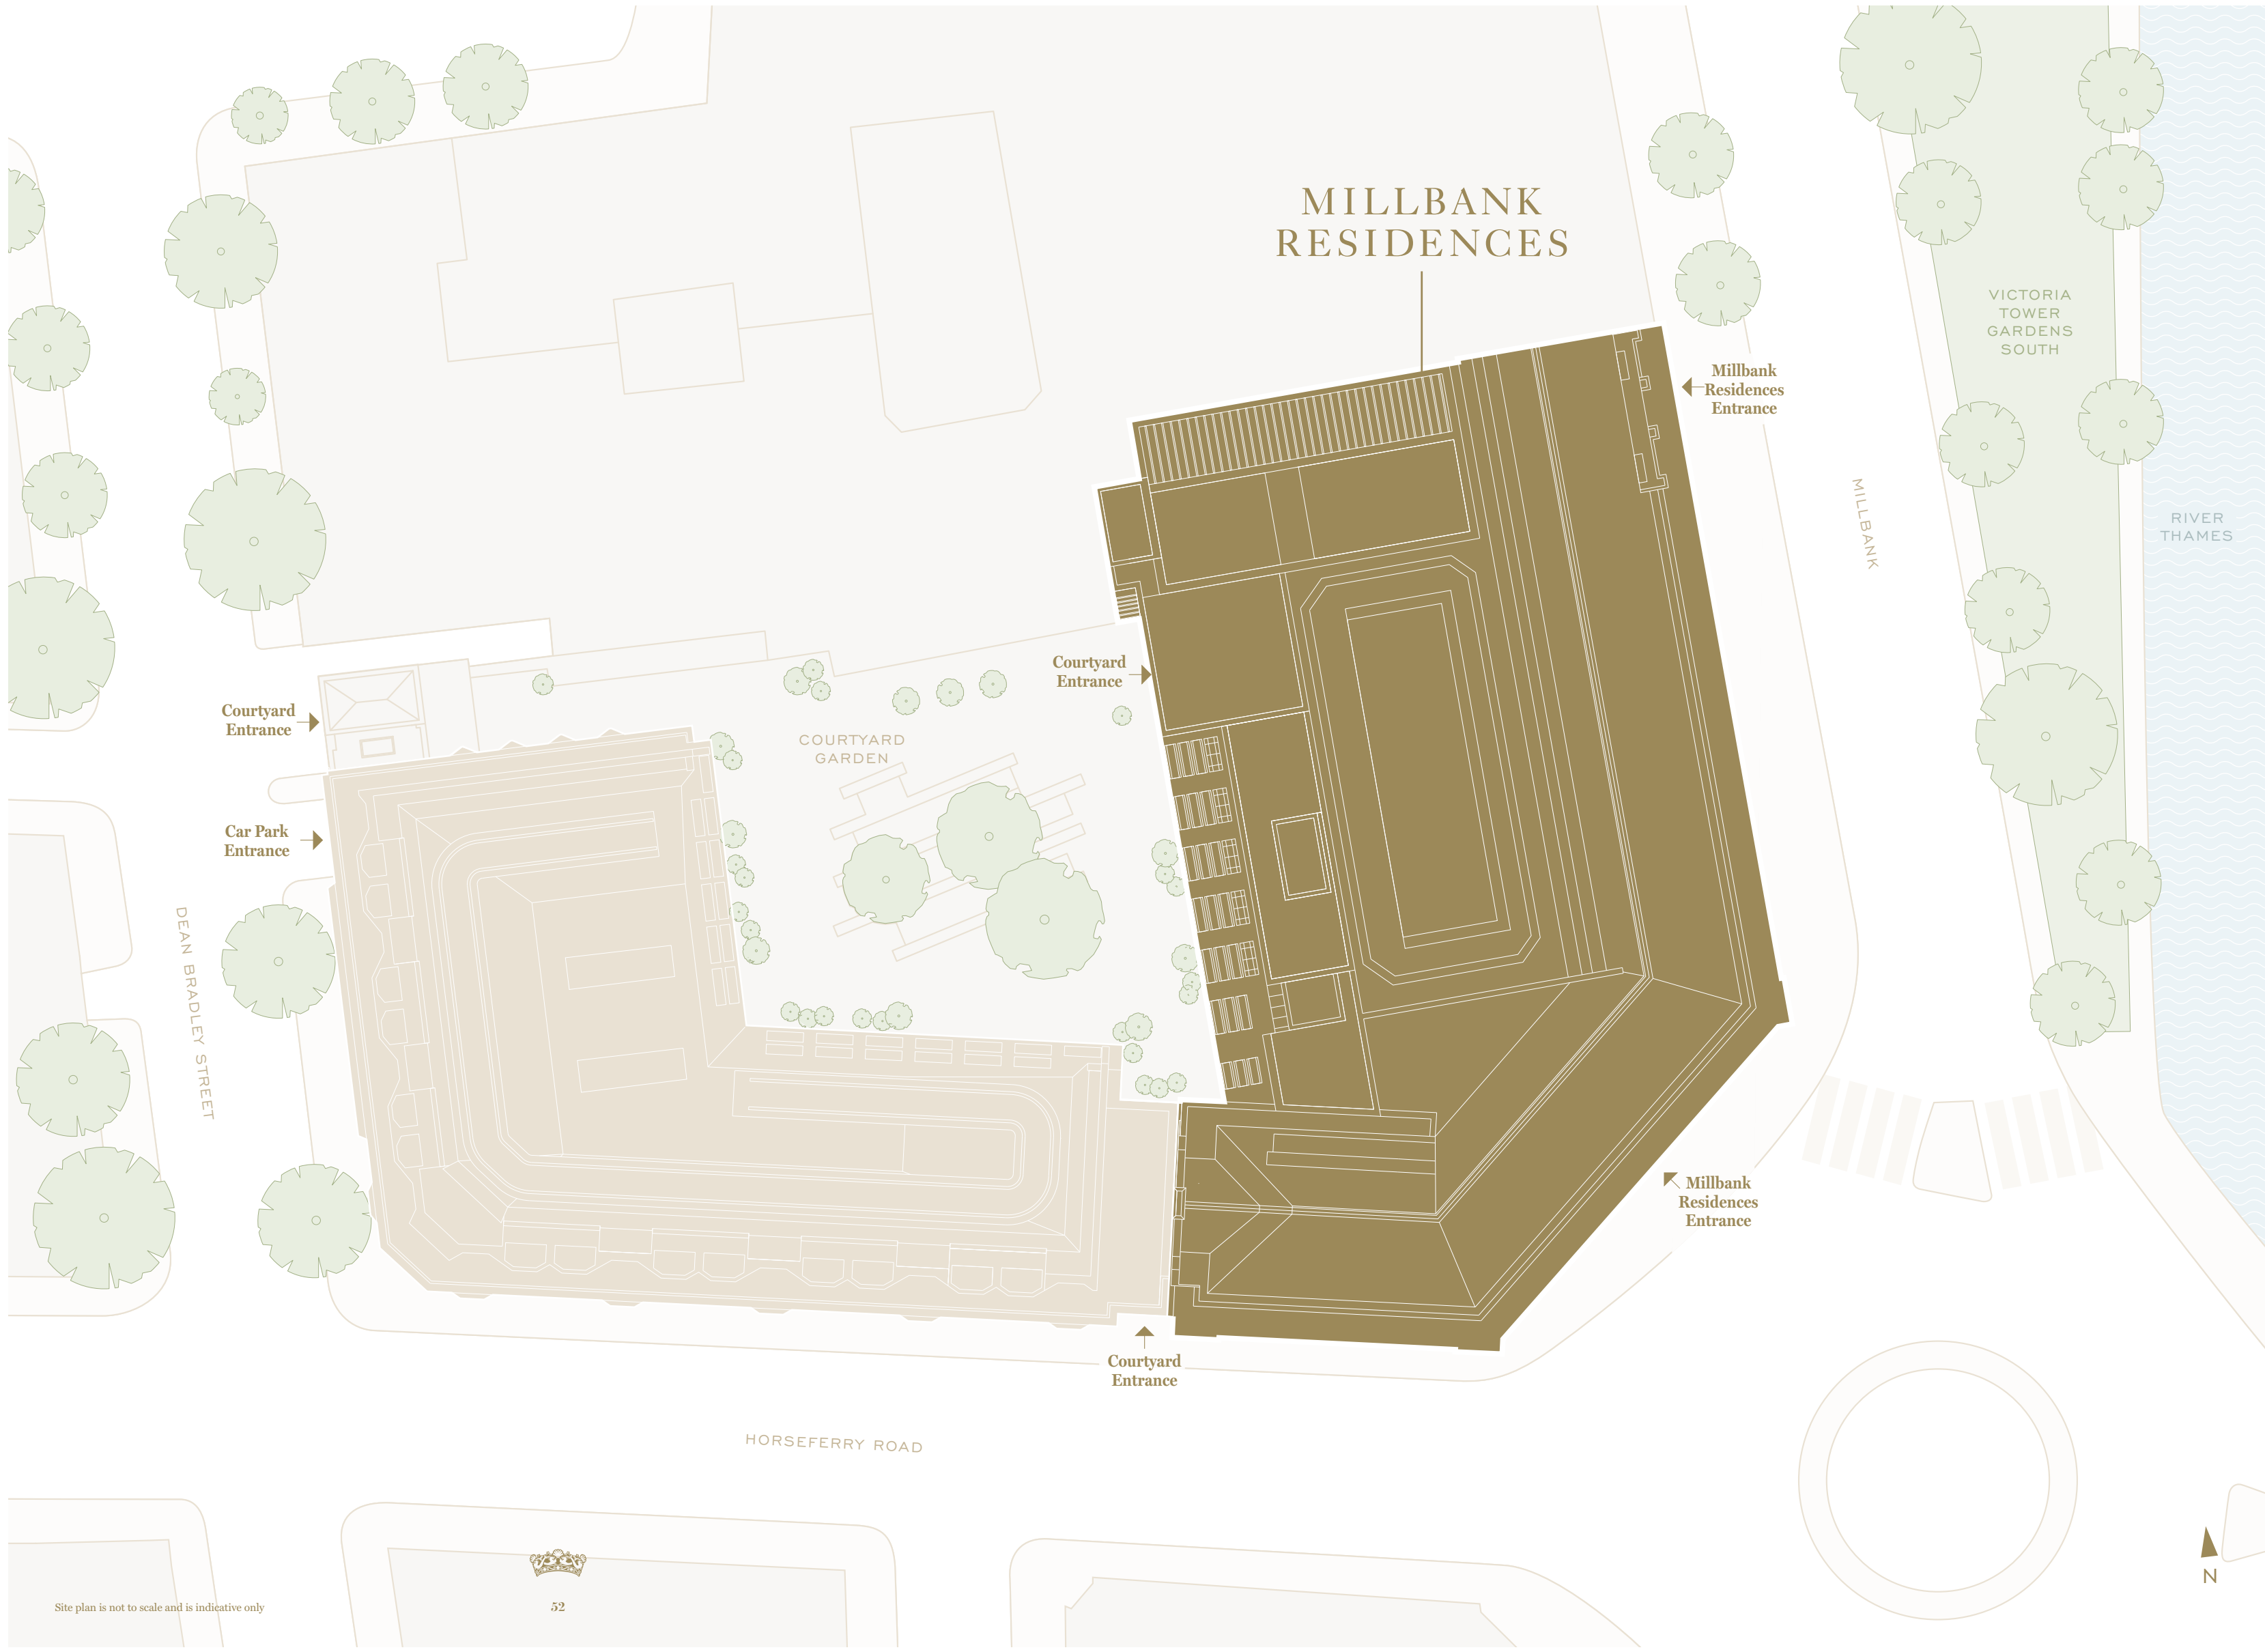 MILLBANK
RESIDENCES
VICTORIA
TOWER
GARDENS
SOUTH
Millbank
Residences
Entrance
MILLBANK
RIVER
THAMES
Courtyard
Entrance
Courtyard
Entrance
COURTYARD
GARDEN
Car Park
Entrance
DEAN BRADLEY STREET
Millbank
Residences
Entrance
Courtyard
Entrance
HORSEFERRY ROAD
N
Site plan is not to scale and is indicative only
52